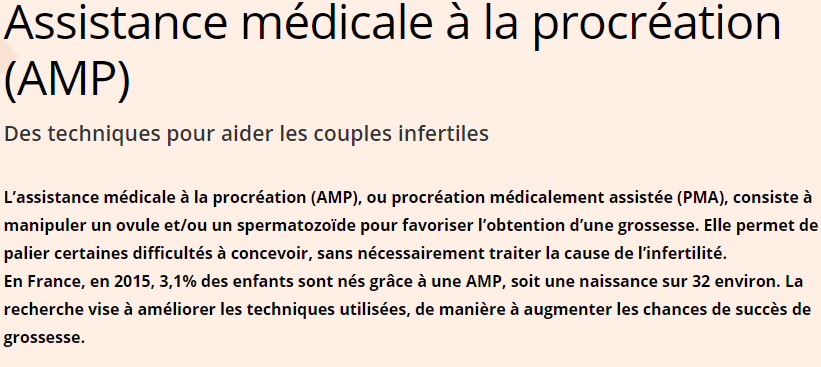 Assistance médicale à la procréation
(AMP)
Des techniques pour aider les couples infertiles
L’assistance médicale à la procréation (AMP), ou procréation médicalement assistée (PMA), consiste à
manipuler un ovule et/ou un spermatozoïde pour favoriser l’obtention d’une grossesse. Elle permet de
palier certaines difficultés à concevoir, sans nécessairement traiter la cause de l’infertilité.
En France, en 2015, 3,1% des enfants sont nés grâce à une AMP, soit une naissance sur 32 environ. La
recherche vise à améliorer les techniques utilisées, de manière à augmenter les chances de succès de
grossesse.